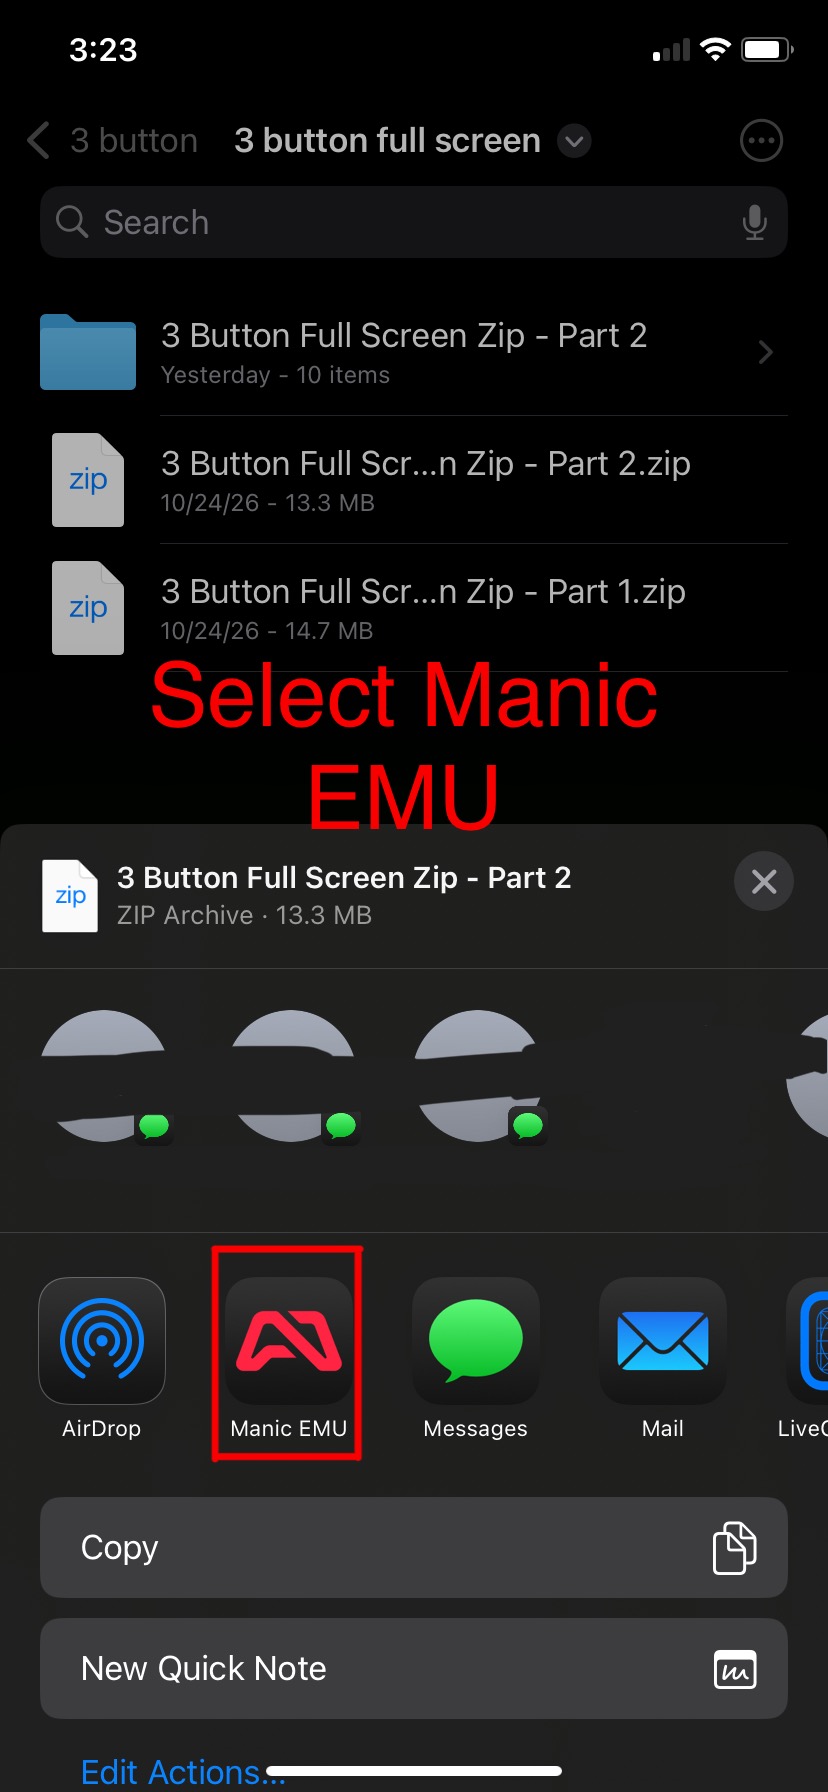 3:23
3 button 3 button full screen
Search
3 Button Full Screen Zip - Part 2
Yesterday - 10 items
zip
3 Button Full Scr...n Zip - Part 2.zip
10/24/26 - 13.3 MB
zip
3 Button Full Scr...n Zip - Part 1.zip
10/24/26 - 14.7 MB
Select Manic
EMU
zip
3 Button Full Screen Zip - Part 2
ZIP Archive · 13.3 MB
AirDrop Manic EMU Messages Mail
Copy
New Quick Note
Edit Actions...